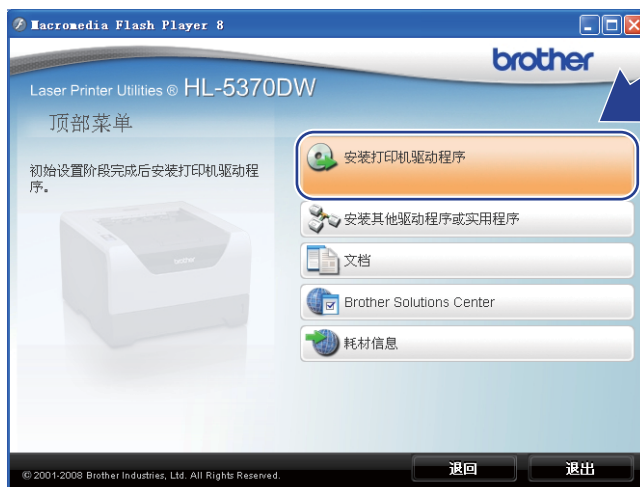 Macromedia Flash Player 8
brother
Laser Printer Utilities ® HL-5370DW
顶部菜单
初始设置阶段完成后安装打印机驱动程
序。
安装打印机驱动程序
安装其他驱动程序或实用程序
文档
Brother Solutions Center
耗材信息
© 2001-2008 Brother Industries, Ltd. All Rights Reserved.
退回
退出